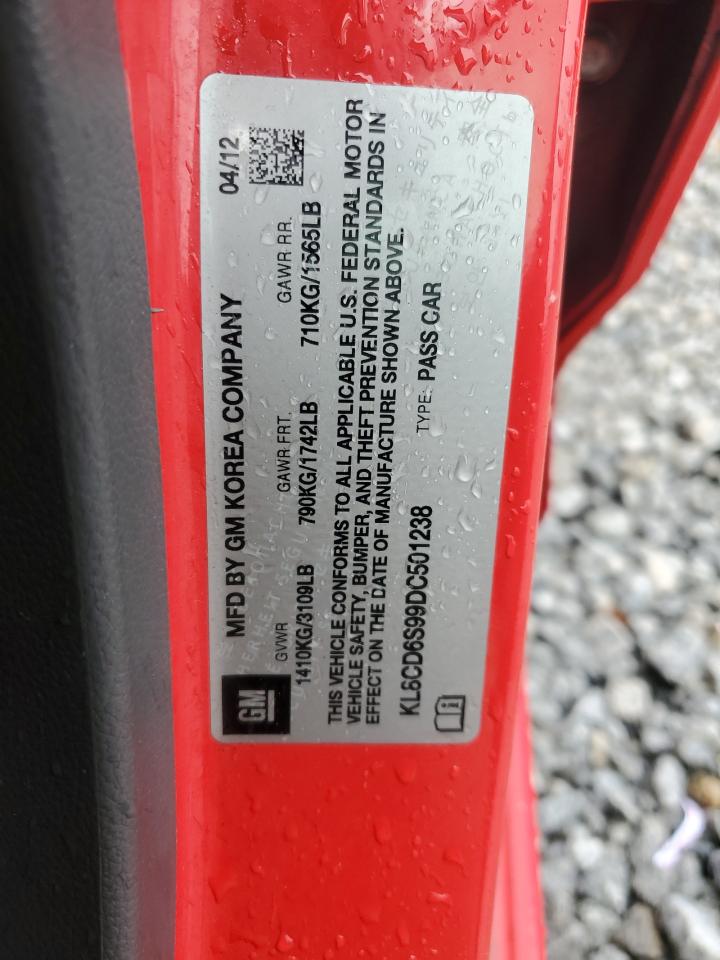 MFD BY GM KOREA COMPANY
04/12
GM
GVWR
GAWR FRT.
GAWR RR.
1410KG/3109LB
790KG/1742LB
710KG/1565LB
THIS VEHICLE CONFORMS TO ALL APPLICABLE U.S. FEDERAL MOTOR
VEHICLE SAFETY, BUMPER, AND THEFT PREVENTION STANDARDS IN
EFFECT ON THE DATE OF MANUFACTURE SHOWN ABOVE.
KL8CD6S99DC501238
TYPE: PASS CAR